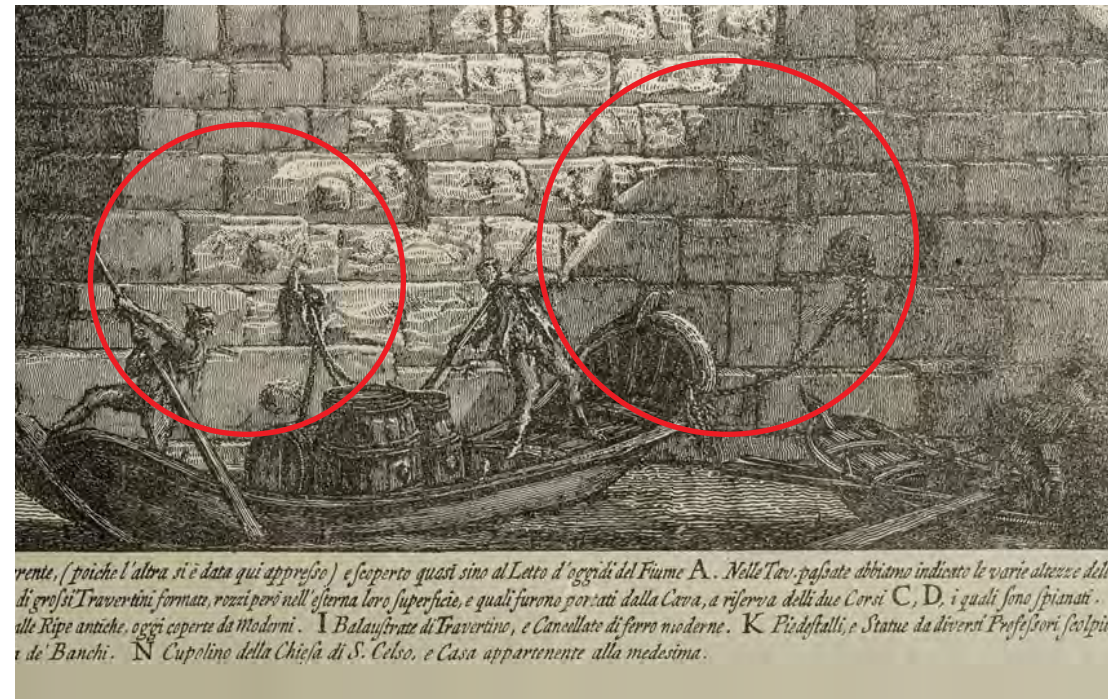 B
rente, (poiche l'altra si è data qui appresso) e scoperto quasi sino al Letto d'oggidi del Fiume A. Nelle Tav. passate abbiamo indicato le varie altezze dell
di grossi Travertini formate, rozzi però nell'esterna loro superficie, e quali furono portati dalla Cava, a riserva delli due Corsi C, D, i quali sono spianati.
alle Ripe antiche, oggi coperte da Moderni. I Balaustrate di Travertino, e Cancellate di ferro moderne. K Piedestalli, e Statue da diversi Professori scolpi
a de' Banchi. N Cupolino della Chiesa di S. Celso, e Casa appartenente alla medesima.